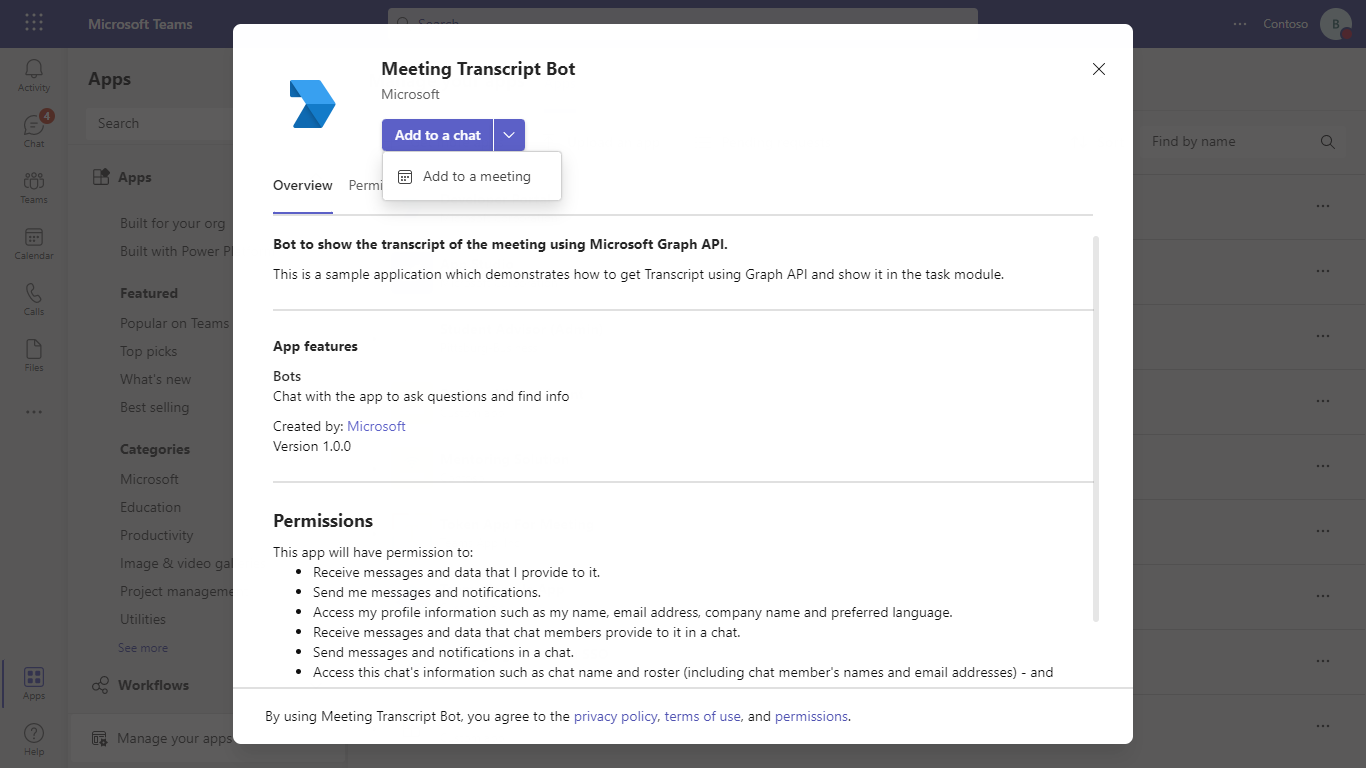 Microsoft Teams
Search
Contoso
B
Activity
4
Chat
Teams
Calendar
Calls
Files
Apps
Help
Apps
Search
Apps
Built for your org
Built with Power
Featured
Popular on Teams
Top picks
What's new
Best selling
Categories
Microsoft
Education
Productivity
Image & video
Project
Utilities
See more
Workflows
Manage your apps
Find by name
Meeting Transcript Bot
Microsoft
Add to a chat
Add to a meeting
Overview
Bot to show the transcript of the meeting using Microsoft Graph API.
This is a sample application which demonstrates how to get Transcript using Graph API and show it in the task module.
App features
Bots
Chat with the app to ask questions and find info
Created by: Microsoft
Version 1.0.0
Permissions
This app will have permission to:
Receive messages and data that I provide to it.
Send me messages and notifications.
Access my profile information such as my name, email address, company name and preferred language.
Receive messages and data that chat members provide to it in a chat.
Send messages and notifications in a chat.
Access this chat's information such as chat name and roster (including chat member's names and email addresses) - and
By using Meeting Transcript Bot, you agree to the privacy policy, terms of use, and permissions.